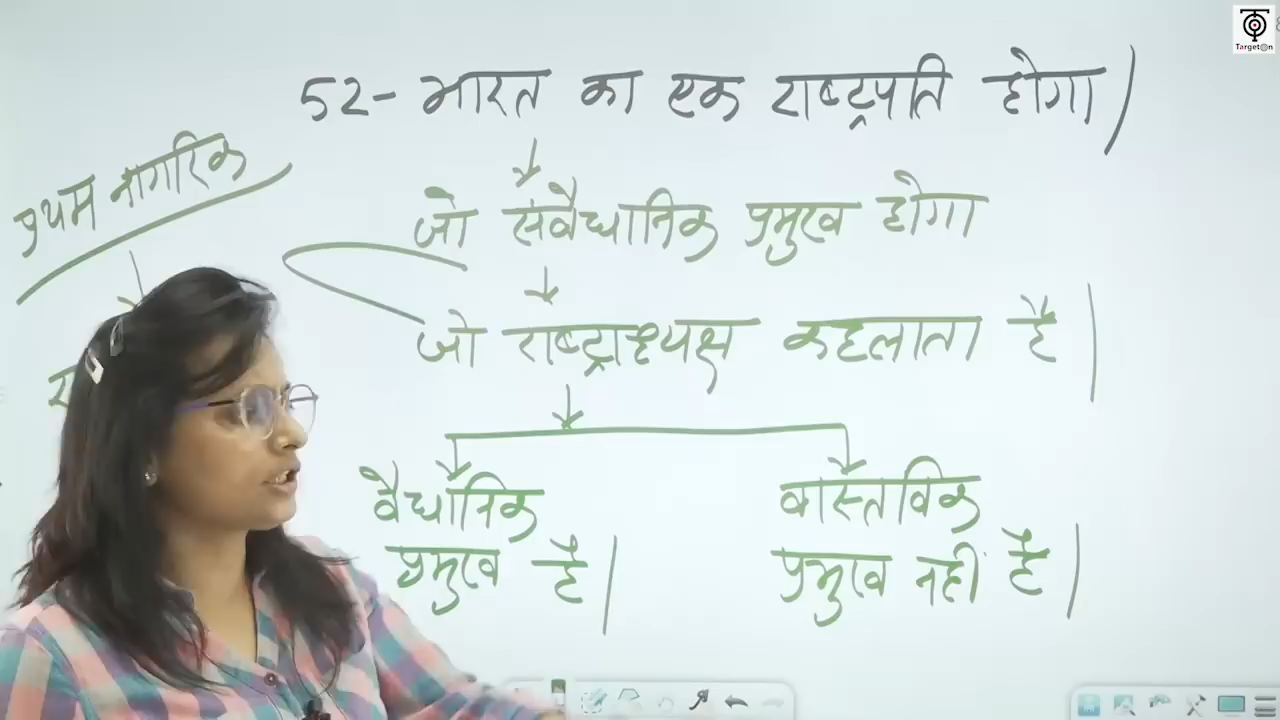 52- भारत का एक राष्ट्रपति होगा।
प्रथम नागरिक
जो संवैधानिक प्रमुख होगा
जो राष्ट्राध्यक्ष कहलाता है।
वैधानिक
प्रमुख है।
वास्तविक
प्रमुख नहीं है।
Target@n